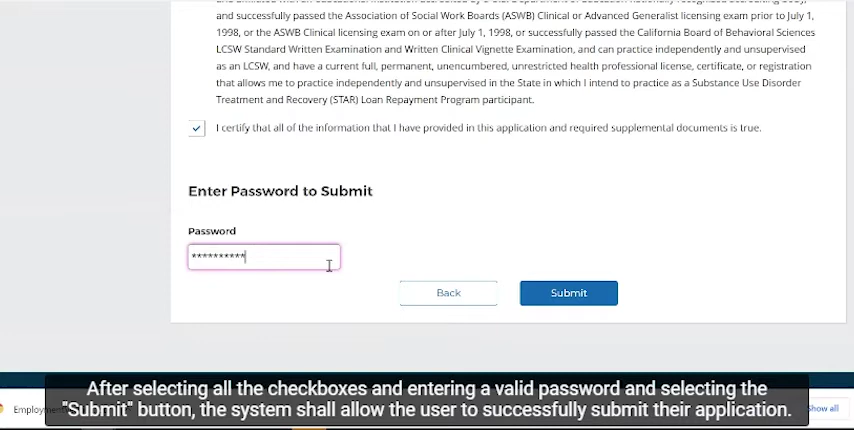 and successfully passed the Association of Social Work Boards (ASWB) Clinical or Advanced Generalist licensing exam prior to July 1,
1998, or the ASWB Clinical licensing exam on or after July 1, 1998, or successfully passed the California Board of Behavioral Sciences
LCSW Standard Written Examination and Written Clinical Vignette Examination, and can practice independently and unsupervised
as an LCSW, and have a current full, permanent, unencumbered, unrestricted health professional license, certificate, or registration
that allows me to practice independently and unsupervised in the State in which I intend to practice as a Substance Use Disorder
Treatment and Recovery (STAR) Loan Repayment Program participant.
I certify that all of the information that I have provided in this application and required supplemental documents is true.
Enter Password to Submit
Password
**********
Back Submit
After selecting all the checkboxes and entering a valid password and selecting the
"Submit" button, the system shall allow the user to successfully submit their application.